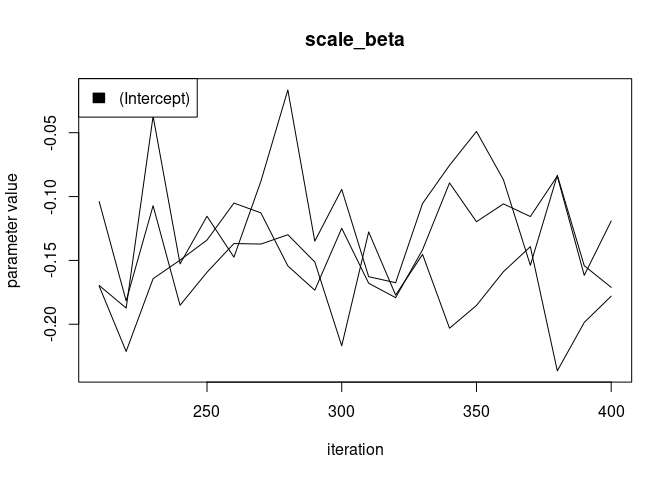 scale_beta
(Intercept)
-0.05
-0.10
-0.15
-0.20
parameter value
250 300 350 400
iteration